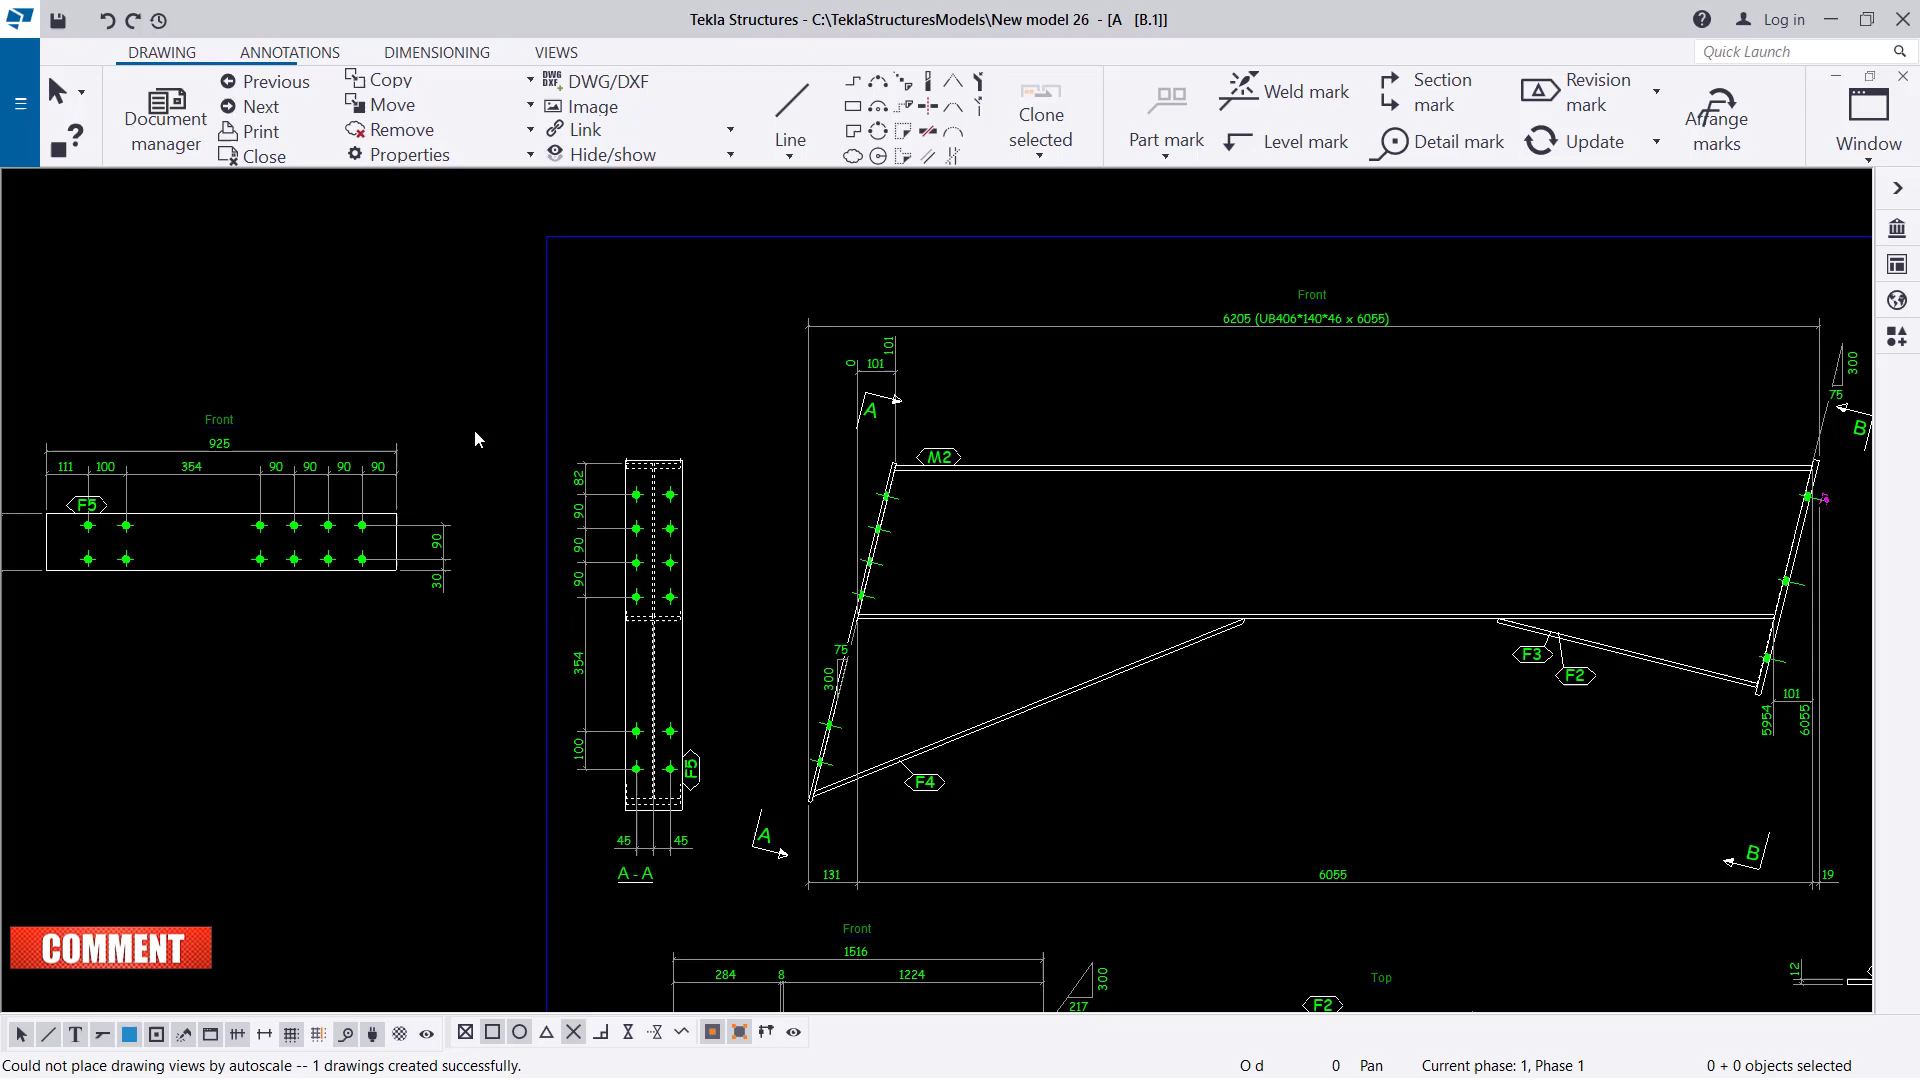 Tekla Structures - C:\TeklaStructuresModels\New model 26 - [A [B.1]]
Log in
DRAWING
ANNOTATIONS
DIMENSIONING
VIEWS
Quick Launch
Document manager
Previous
Next
Print
Close
Copy
Move
Remove
Properties
DWG/DXF
Image
Link
Hide/show
Line
Clone selected
Part mark
Weld mark
Level mark
Section mark
Detail mark
Revision mark
Update
Arrange marks
Window
Front
925
111 100 354 90 90 90 90
F5
90
30
82
90
90
90
354
100
F5
45 45
A - A
Front
6205 (UB406*140*46 x 6055)
0 101 101
A
M2
300
75
B
75
300
F3
F2
F4
101
5954
6055
A
B
131 6055 19
Front
1516
284 8 1224
300
217
Top
F2
12
COMMENT
Could not place drawing views by autoscale -- 1 drawings created successfully.
O d
0
Pan
Current phase: 1, Phase 1
0 + 0 objects selected